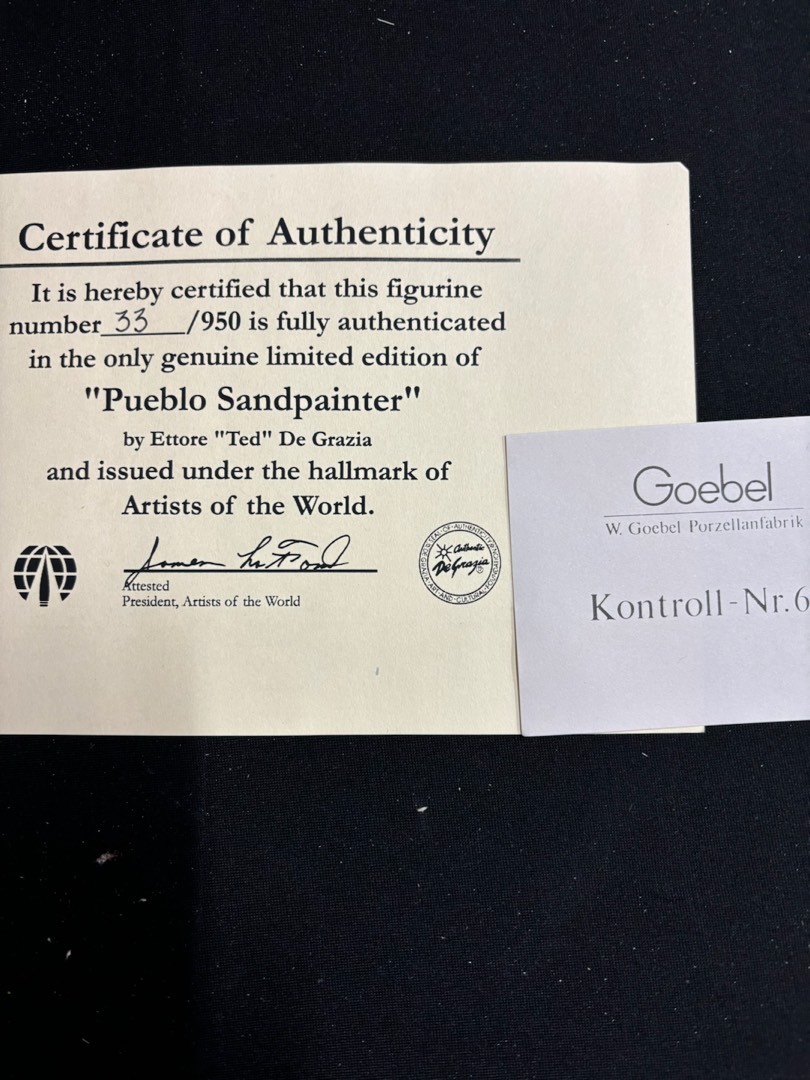 Certificate of Authenticity
It is hereby certified that this figurine
number 33 /950 is fully authenticated
in the only genuine limited edition of
"Pueblo Sandpainter"
by Ettore "Ted" De Grazia
and issued under the hallmark of
Artists of the World.
Attested
President, Artists of the World
Authentic
DeGrazia
Goebel
W. Goebel Porzellanfabrik
Kontroll-Nr.6